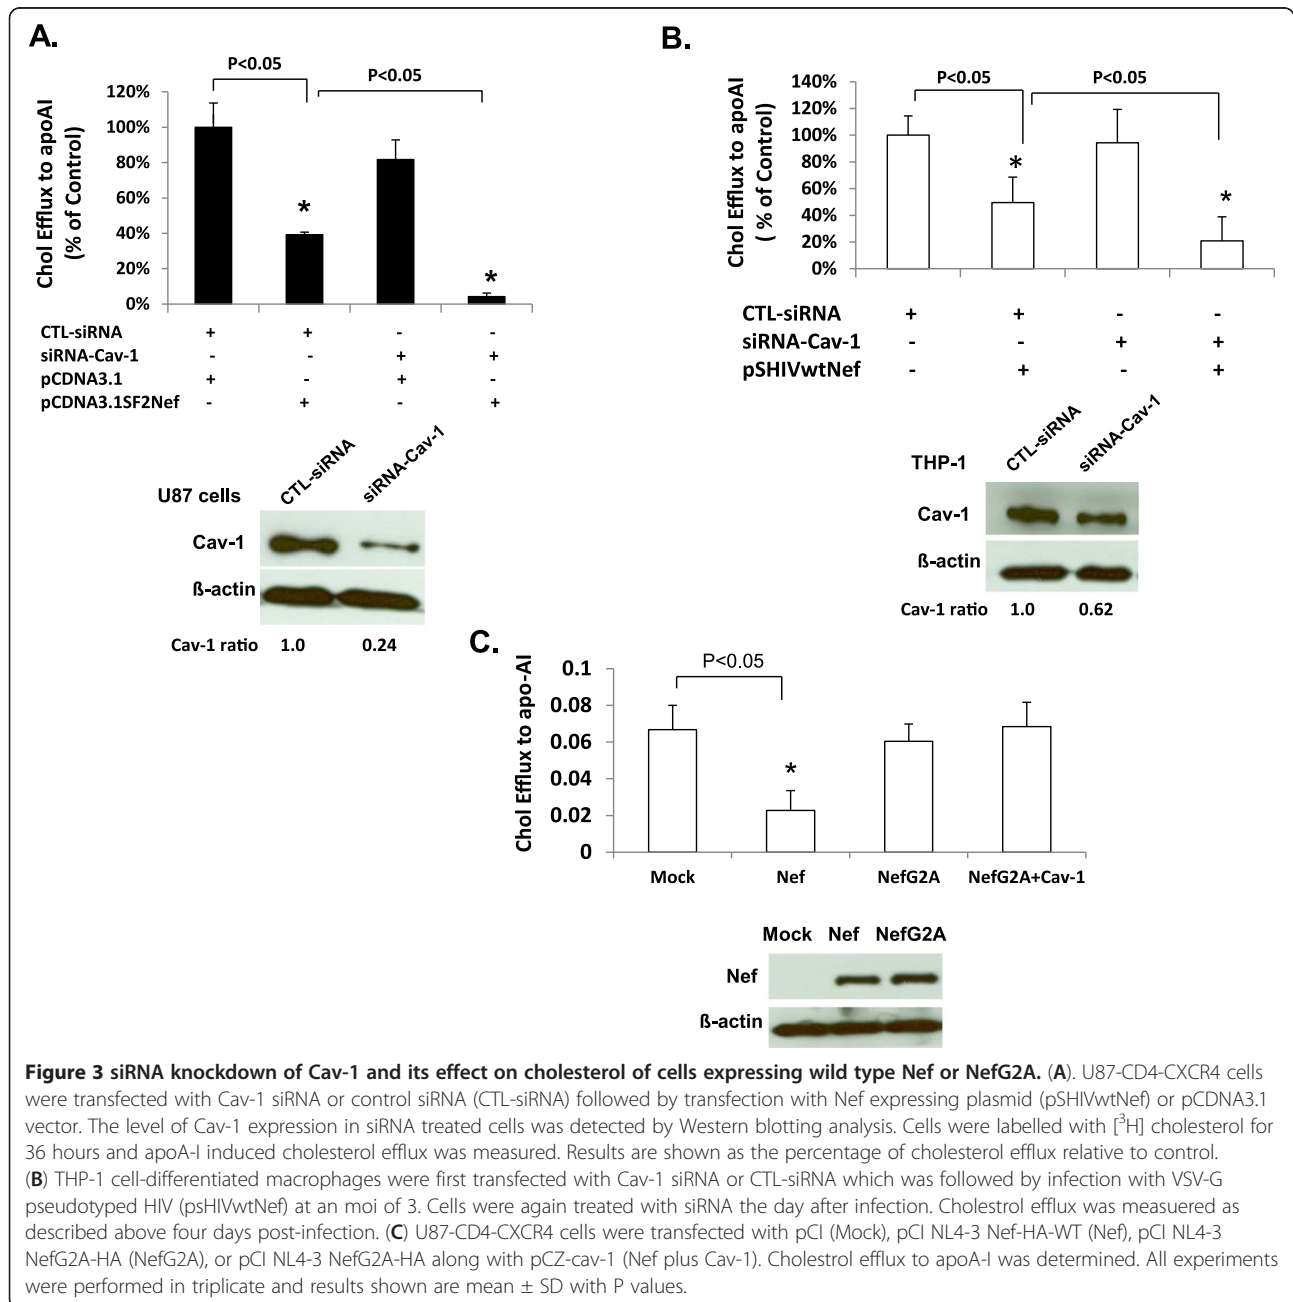 A.
P<0.05
P<0.05
Chol Efflux to apoAI
(% of Control)
120%
100%
80%
60%
40%
20%
0%
*
*
CTL-siRNA + + - -
siRNA-Cav-1 - - + +
pCDNA3.1 + - + -
pCDNA3.1SF2Nef - + - +
U87 cells
CTL-siRNA
siRNA-Cav-1
Cav-1
ß-actin
Cav-1 ratio 1.0 0.24
B.
P<0.05
P<0.05
Chol Efflux to apoAI
( % of Control)
140%
120%
100%
80%
60%
40%
20%
0%
*
*
CTL-siRNA + + - -
siRNA-Cav-1 - - + +
pSHIVwtNef - + - +
THP-1
CTL-siRNA
siRNA-Cav-1
Cav-1
ß-actin
Cav-1 ratio 1.0 0.62
C.
P<0.05
Chol Efflux to apo-AI
0.1
0.08
0.06
0.04
0.02
0
*
Mock Nef NefG2A NefG2A+Cav-1
Mock Nef NefG2A
Nef
ß-actin
Figure 3 siRNA knockdown of Cav-1 and its effect on cholesterol of cells expressing wild type Nef or NefG2A. (A). U87-CD4-CXCR4 cells
were transfected with Cav-1 siRNA or control siRNA (CTL-siRNA) followed by transfection with Nef expressing plasmid (pSHIVwtNef) or pCDNA3.1
vector. The level of Cav-1 expression in siRNA treated cells was detected by Western blotting analysis. Cells were labelled with [³H] cholesterol for
36 hours and apoA-I induced cholesterol efflux was measured. Results are shown as the percentage of cholesterol efflux relative to control.
(B) THP-1 cell-differentiated macrophages were first transfected with Cav-1 siRNA or CTL-siRNA which was followed by infection with VSV-G
pseudotyped HIV (psHIVwtNef) at an moi of 3. Cells were again treated with siRNA the day after infection. Cholestrol efflux was measuered as
described above four days post-infection. (C) U87-CD4-CXCR4 cells were transfected with pCI (Mock), pCI NL4-3 Nef-HA-WT (Nef), pCI NL4-3
NefG2A-HA (NefG2A), or pCI NL4-3 NefG2A-HA along with pCZ-cav-1 (Nef plus Cav-1). Cholestrol efflux to apoA-I was determined. All experiments
were performed in triplicate and results shown are mean ± SD with P values.